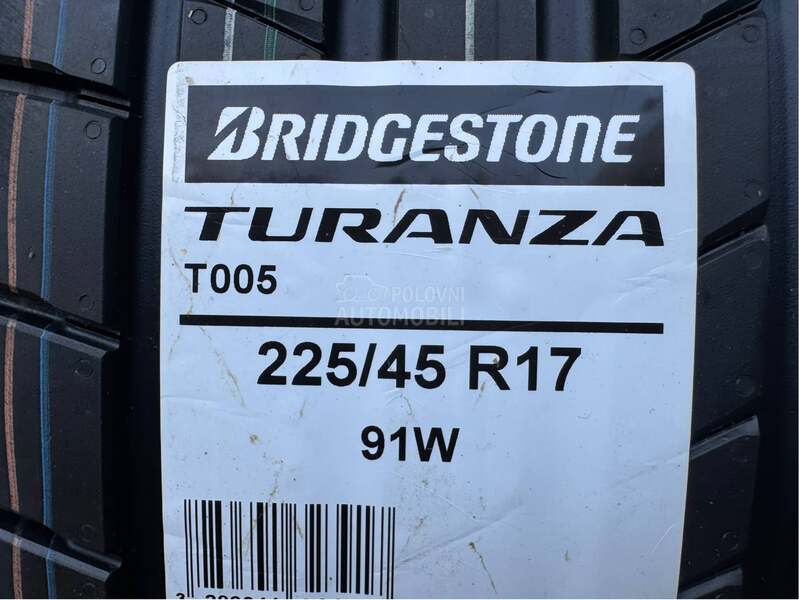 BRIDGESTONE
TURANZA
T005
POLOVNI
AUTOMOBILI
225/45 R17
91W